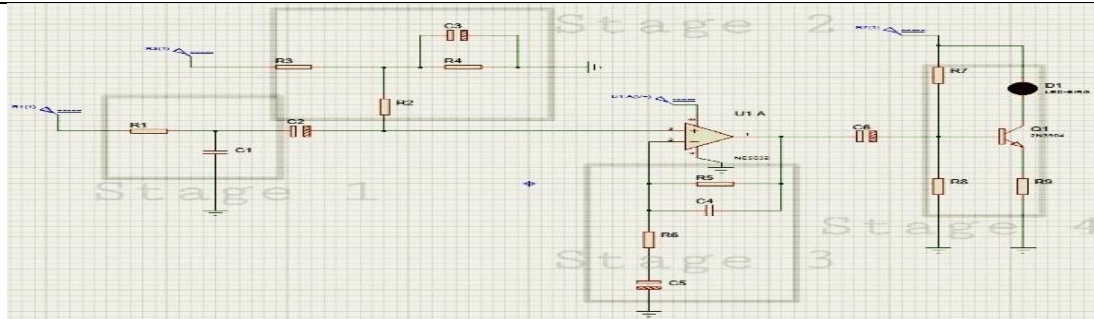 Stage 2
C3
R3
R4
R2
R1
C2
C1
Stage 1
U1 A
NE5532
R5
C4
R6
C5
Stage 3
C6
R7
D1
Q1
2N3904
R8
R9
Stage 4